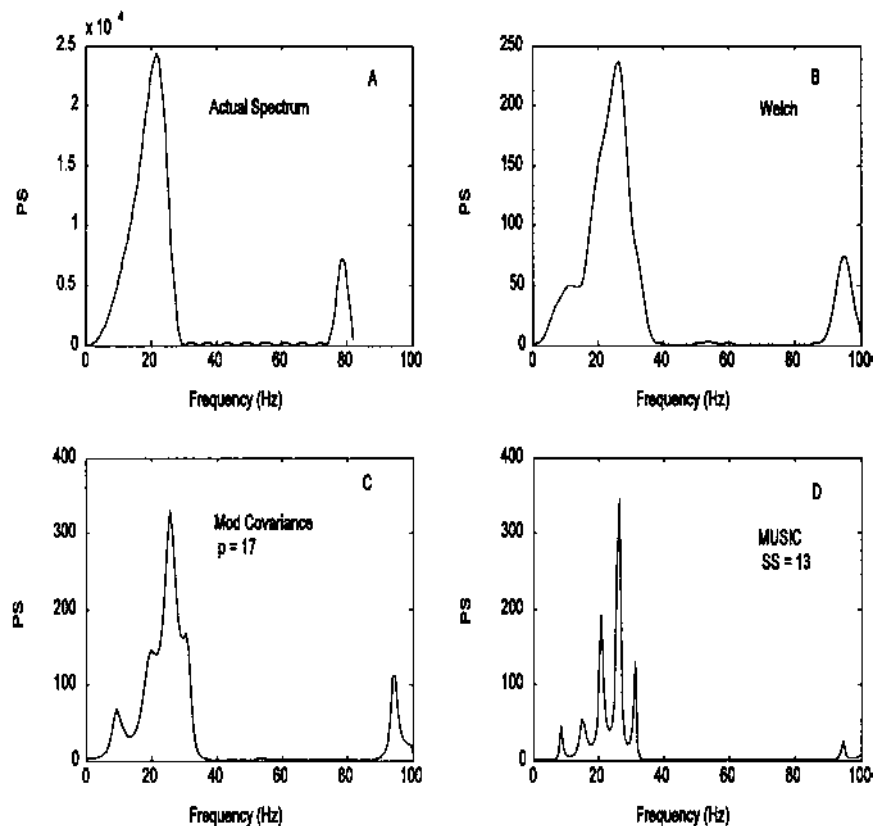 x 10 4
2.5
2
1.5
1
0.5
0
PS
A
Actual Spectrum
0 20 40 60 80 100
Frequency (Hz)
250
200
150
100
50
0
PS
B
Welch
0 20 40 60 80 100
Frequency (Hz)
400
300
200
100
0
PS
C
Mod Covariance
p = 17
0 20 40 60 80 100
Frequency (Hz)
400
300
200
100
0
PS
D
MUSIC
SS = 13
0 20 40 60 80 100
Frequency (Hz)